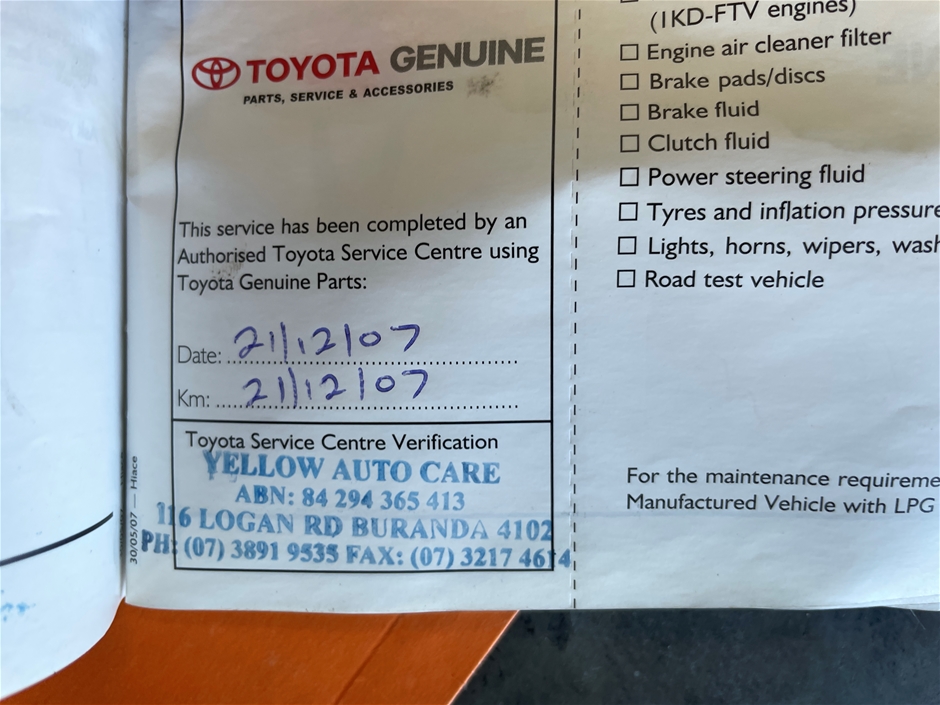 TOYOTA GENUINE
PARTS, SERVICE & ACCESSORIES
This service has been completed by an
Authorised Toyota Service Centre using
Toyota Genuine Parts:
Date: 21/12/07
Km: 21/12/07
Toyota Service Centre Verification
YELLOW AUTO CARE
ABN: 84 294 365 413
116 LOGAN RD BURANDA 4102
PH: (07) 3891 9535 FAX: (07) 3217 4614
30/05/07 — Hiace
(1KD-FTV engines)
Engine air cleaner filter
Brake pads/discs
Brake fluid
Clutch fluid
Power steering fluid
Tyres and inflation pressure
Lights, horns, wipers, wash
Road test vehicle
For the maintenance requireme
Manufactured Vehicle with LPG